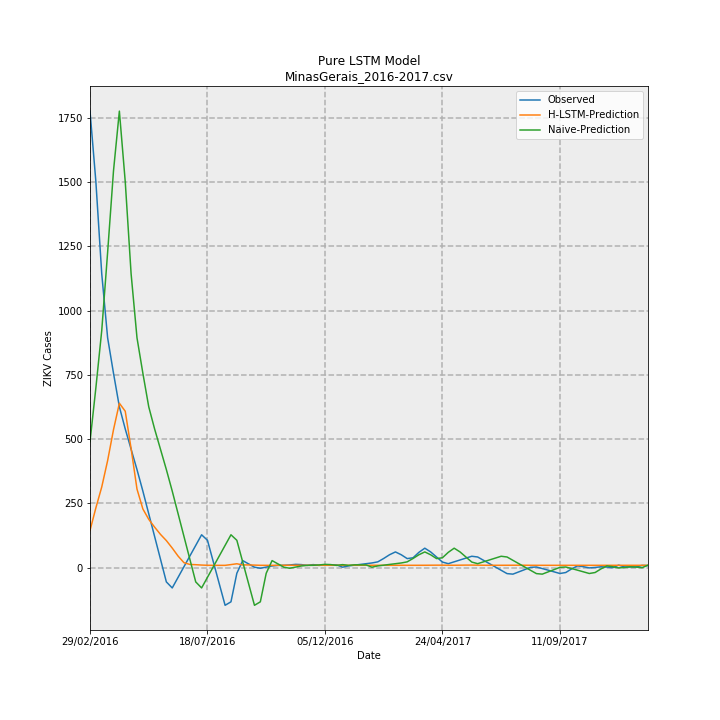 Pure LSTM Model
MinasGerais_2016-2017.csv
Observed
H-LSTM-Prediction
Naive-Prediction
ZIKV Cases
1750
1500
1250
1000
750
500
250
0
29/02/2016
18/07/2016
05/12/2016
24/04/2017
11/09/2017
Date